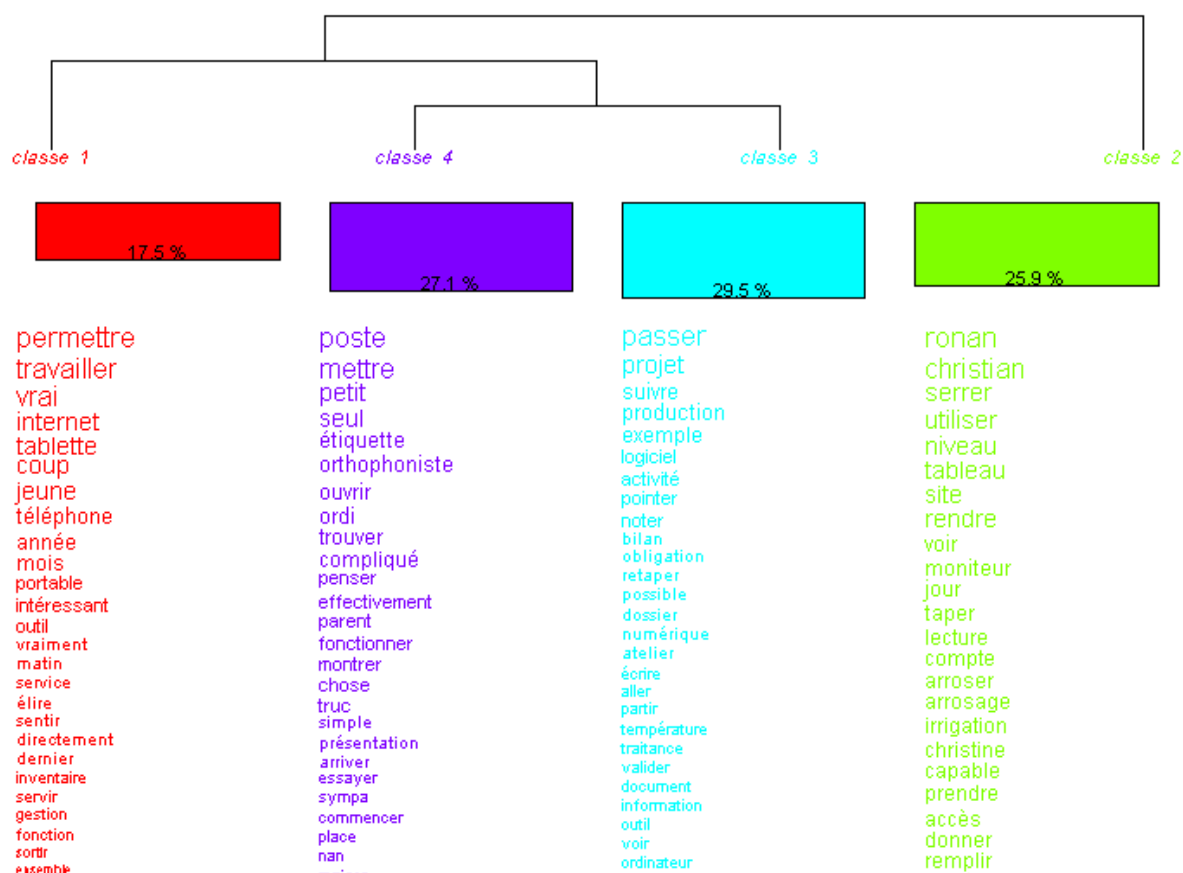 classe 1
classe 4
classe 3
classe 2
17.5 %
27.1 %
29.5 %
25.9 %
permettre
travailler
vrai
internet
tablette
coup
jeune
téléphone
année
mois
portable
intéressant
outil
vraiment
matin
service
élire
sentir
directement
dernier
inventaire
servir
gestion
fonction
sortir
ensemble
poste
mettre
petit
seul
étiquette
orthophoniste
ouvrir
ordi
trouver
compliqué
penser
effectivement
parent
fonctionner
montrer
chose
truc
simple
présentation
arriver
essayer
sympa
commencer
place
nan
passer
projet
suivre
production
exemple
logiciel
activité
pointer
noter
bilan
obligation
retaper
possible
dossier
numérique
atelier
écrire
aller
partir
température
traitance
valider
document
information
outil
voir
ordinateur
ronan
christian
serrer
utiliser
niveau
tableau
site
rendre
voir
moniteur
jour
taper
lecture
compte
arroser
arrosage
irrigation
christine
capable
prendre
accès
donner
remplir